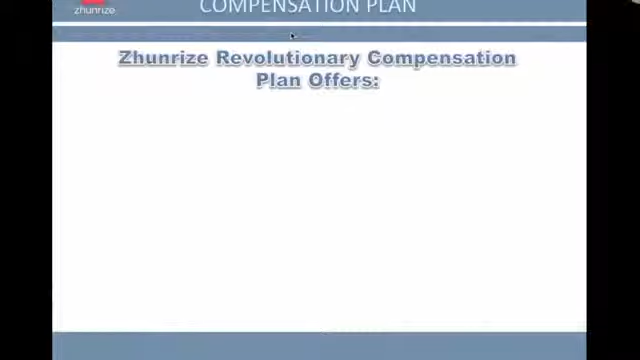 COMPENSATION PLAN
zhunrize
Zhunrize Revolutionary Compensation
Plan Offers: